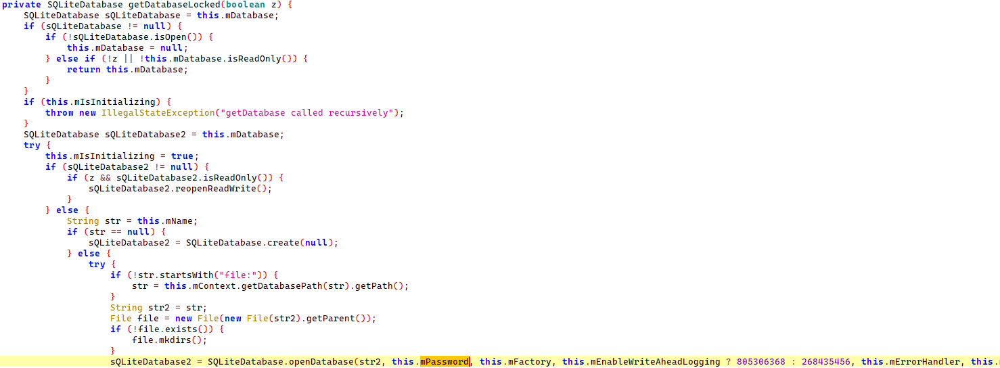 private SQLiteDatabase getDatabaseLocked(boolean z) {
    SQLiteDatabase sQLiteDatabase = this.mDatabase;
    if (sQLiteDatabase != null) {
        if (!sQLiteDatabase.isOpen()) {
            this.mDatabase = null;
        } else if (!z || !this.mDatabase.isReadOnly()) {
            return this.mDatabase;
        }
    }
    if (this.mIsInitializing) {
        throw new IllegalStateException("getDatabase called recursively");
    }
    SQLiteDatabase sQLiteDatabase2 = this.mDatabase;
    try {
        this.mIsInitializing = true;
        if (sQLiteDatabase2 != null) {
            if (z && sQLiteDatabase2.isReadOnly()) {
                sQLiteDatabase2.reopenReadWrite();
            }
        } else {
            String str = this.mName;
            if (str == null) {
                sQLiteDatabase2 = SQLiteDatabase.create(null);
            } else {
                try {
                    if (!str.startsWith("file:")) {
                        str = this.mContext.getDatabasePath(str).getPath();
                    }
                    String str2 = str;
                    File file = new File(new File(str2).getParent());
                    if (!file.exists()) {
                        file.mkdirs();
                    }
                    sQLiteDatabase2 = SQLiteDatabase.openDatabase(str2, this.mPassword, this.mFactory, this.mEnableWriteAheadLogging ? 805306368 : 268435456, this.mErrorHandler, this.